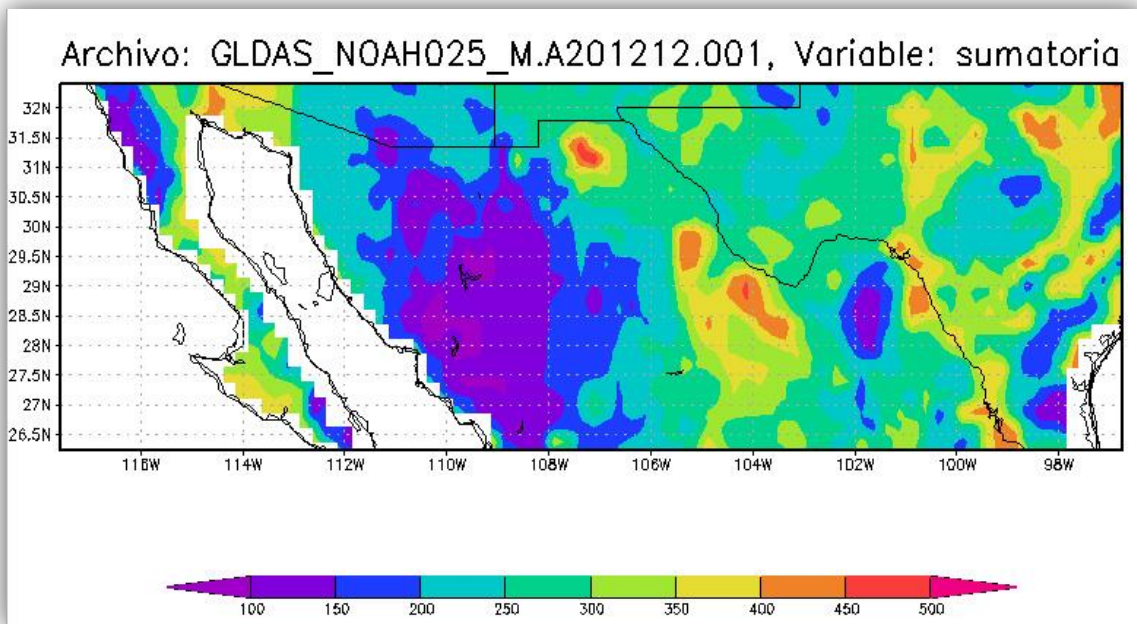 Archivo: GLDAS_NOAH025_M.A201212.001, Variable: sumatoria
32N
31.5N
31N
30.5N
30N
29.5N
29N
28.5N
28N
27.5N
27N
26.5N
116W 114W 112W 110W 108W 106W 104W 102W 100W 98W
100 150 200 250 300 350 400 450 500